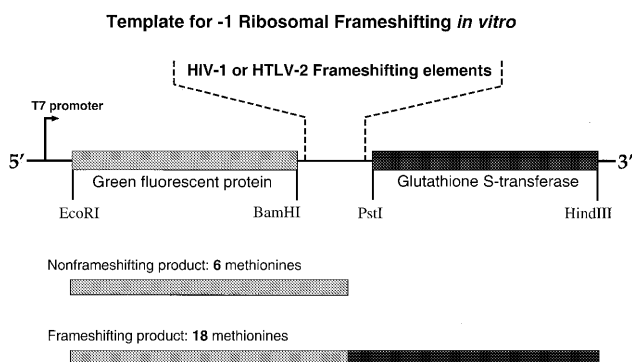 Template for -1 Ribosomal Frameshifting in vitro
HIV-1 or HTLV-2 Frameshifting elements
T7 promoter
5′ 3′
Green fluorescent protein Glutathione S-transferase
EcoRI BamHI PstI HindIII
Nonframeshifting product: 6 methionines
Frameshifting product: 18 methionines